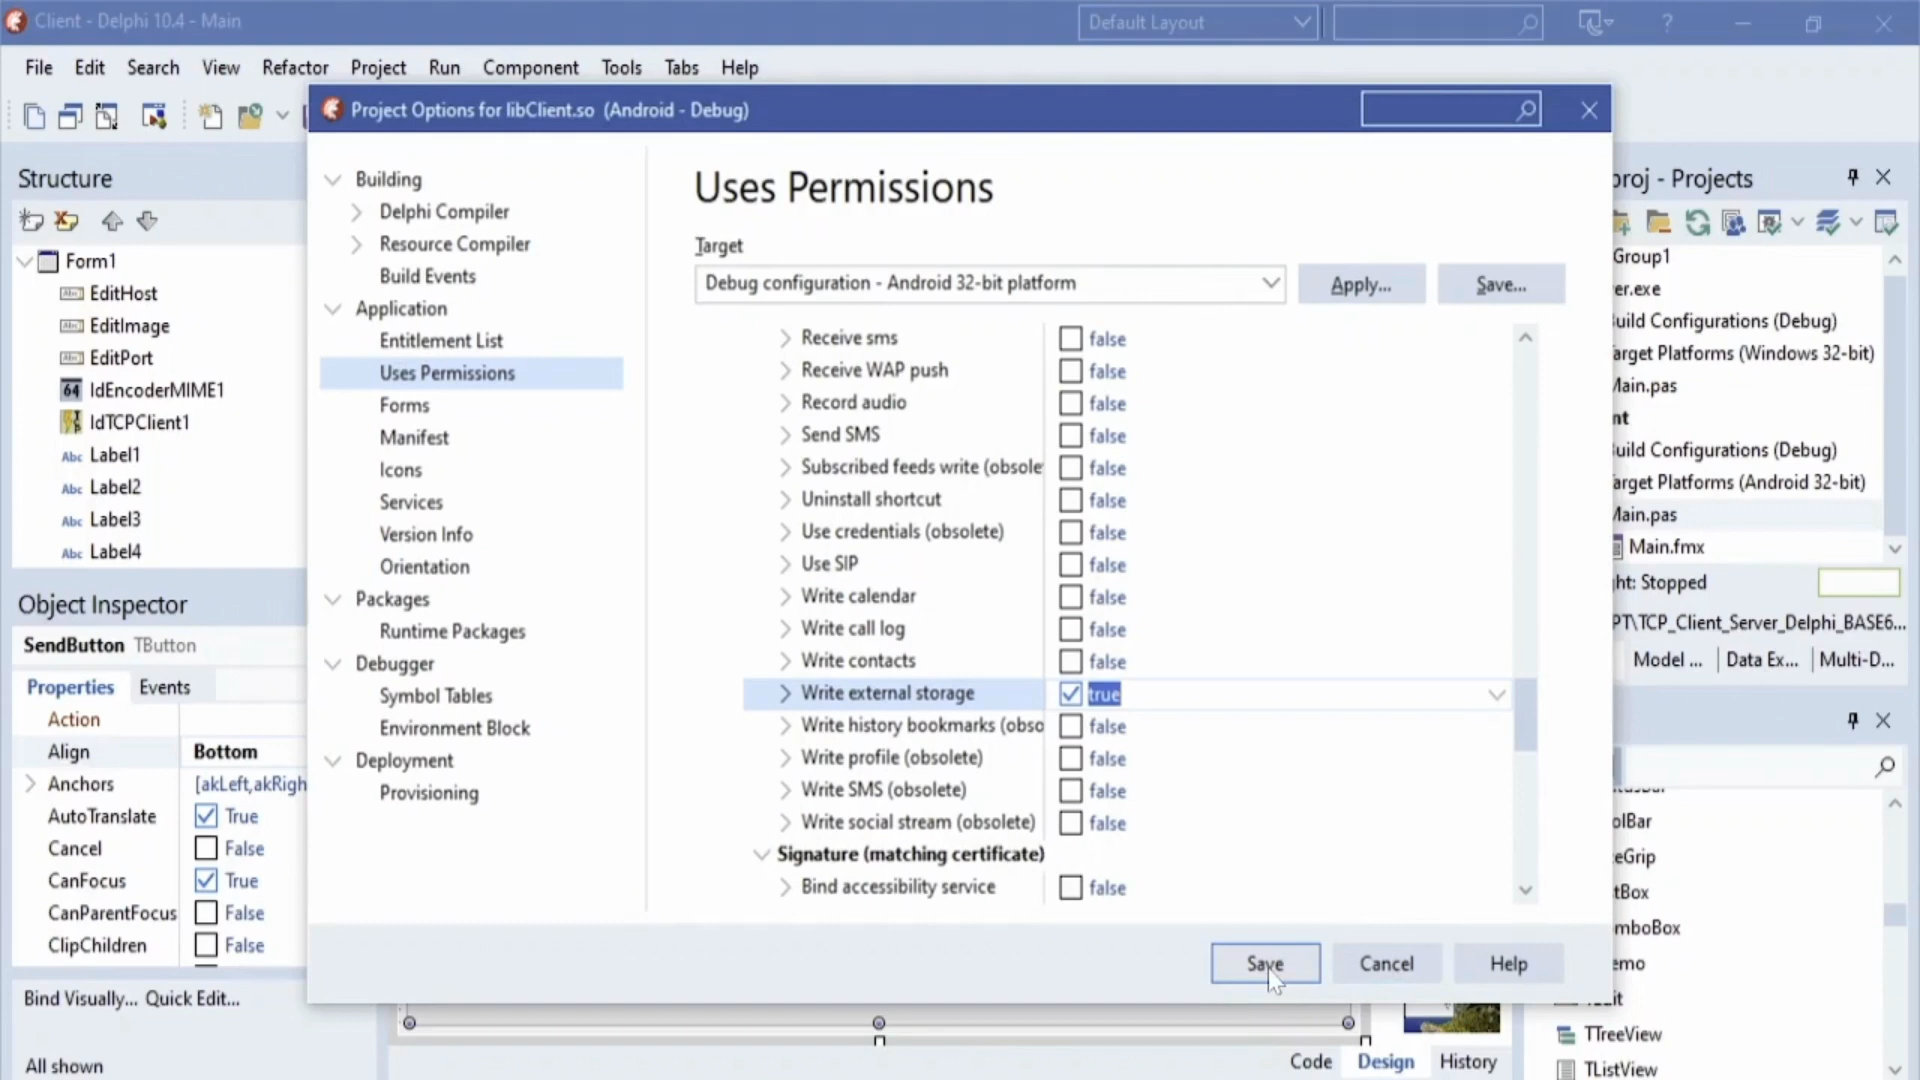 Client - Delphi 10.4 - Main
Default Layout
?
File Edit Search View Refactor Project Run Component Tools Tabs Help
Project Options for libClient.so (Android - Debug)
Structure
Form1
EditHost
EditImage
EditPort
64 IdEncoderMIME1
IdTCPClient1
Abc Label1
Abc Label2
Abc Label3
Abc Label4
Object Inspector
SendButton TButton
Properties Events
Action
Align Bottom
Anchors [akLeft,akRigh
AutoTranslate True
Cancel False
CanFocus True
CanParentFocus False
ClipChildren False
Bind Visually... Quick Edit...
All shown
Building
Delphi Compiler
Resource Compiler
Build Events
Application
Entitlement List
Uses Permissions
Forms
Manifest
Icons
Services
Version Info
Orientation
Packages
Runtime Packages
Debugger
Symbol Tables
Environment Block
Deployment
Provisioning
Uses Permissions
Target
Debug configuration - Android 32-bit platform
Apply... Save...
Receive sms false
Receive WAP push false
Record audio false
Send SMS false
Subscribed feeds write (obsole false
Uninstall shortcut false
Use credentials (obsolete) false
Use SIP false
Write calendar false
Write call log false
Write contacts false
Write external storage true
Write history bookmarks (obso false
Write profile (obsolete) false
Write SMS (obsolete) false
Write social stream (obsolete) false
Signature (matching certificate)
Bind accessibility service false
Save Cancel Help
Code Design History
proj - Projects
Group1
er.exe
uild Configurations (Debug)
arget Platforms (Windows 32-bit)
Main.pas
nt
uild Configurations (Debug)
arget Platforms (Android 32-bit)
Main.pas
Main.fmx
ht: Stopped
PT\TCP_Client_Server_Delphi_BASE6...
Model ... Data Ex... Multi-D...
olBar
eGrip
tBox
mboBox
emo
TTreeView
TListView